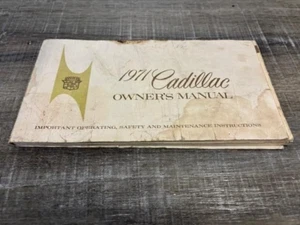 1971 Cadillac
OWNER'S MANUAL
IMPORTANT OPERATING, SAFETY AND MAINTENANCE INSTRUCTIONS